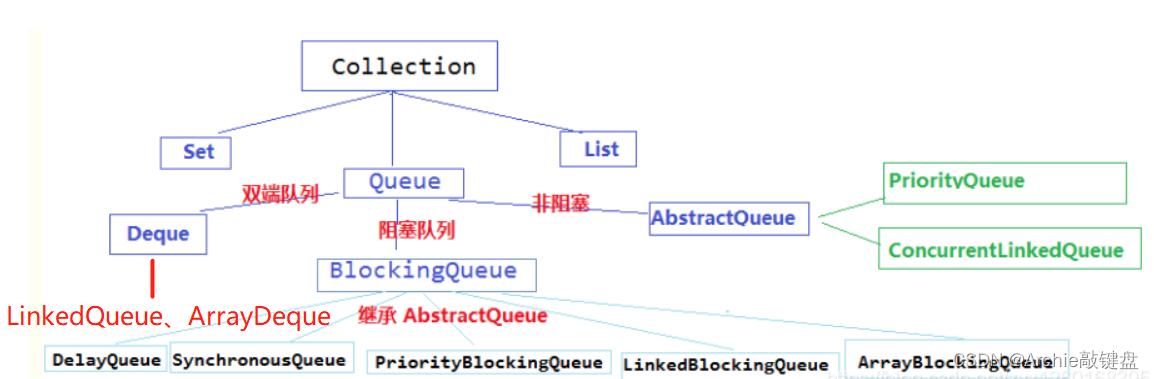 Collection
Set
List
Queue
双端队列
非阻塞
PriorityQueue
Deque
阻塞队列
AbstractQueue
ConcurrentLinkedQueue
BlockingQueue
LinkedQueue、ArrayDeque
继承 AbstractQueue
DelayQueue
SynchronousQueue
PriorityBlockingQueue
LinkedBlockingQueue
ArrayBlockingQueue
CSDN @Archie敲键盘